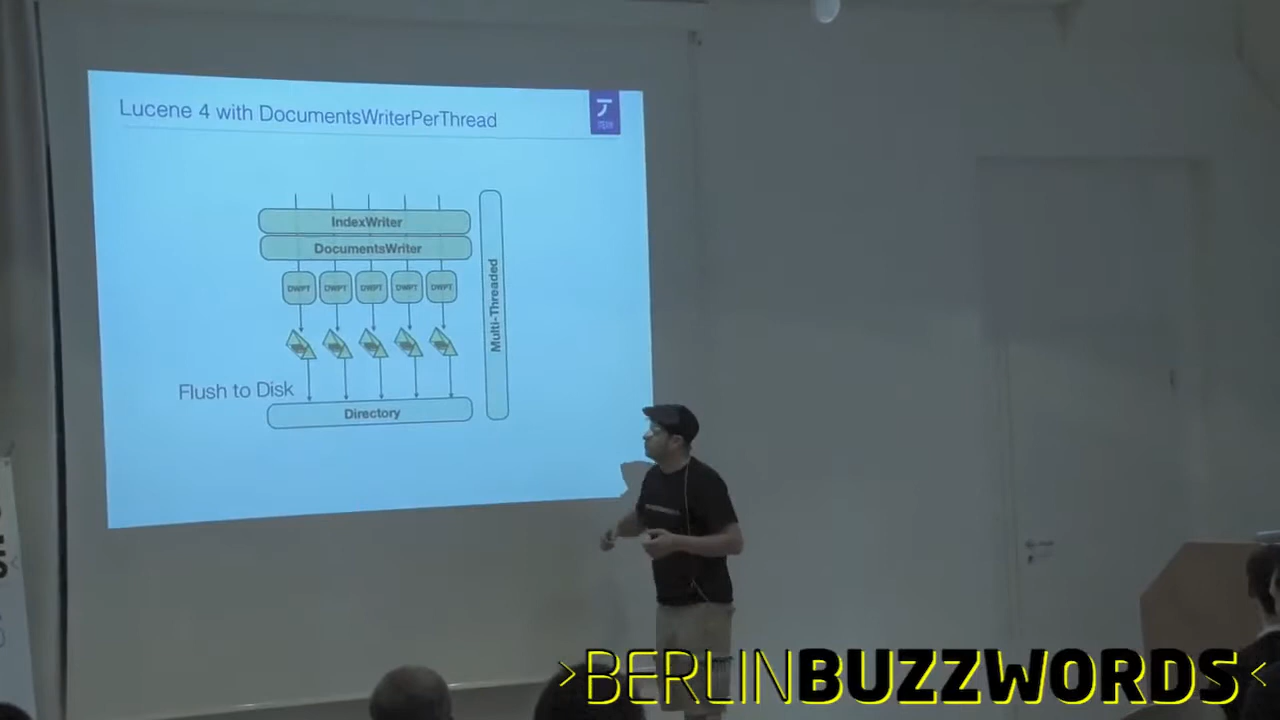 Lucene 4 with DocumentsWriterPerThread
IndexWriter
DocumentsWriter
DWPT DWPT DWPT DWPT DWPT
Multi-Threaded
Flush to Disk
Directory
>BERLINBUZZWORDS<